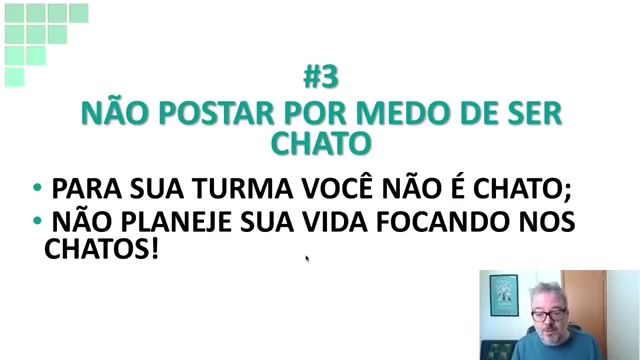 #3
NÃO POSTAR POR MEDO DE SER
CHATO
• PARA SUA TURMA VOCÊ NÃO É CHATO;
• NÃO PLANEJE SUA VIDA FOCANDO NOS
CHATOS!